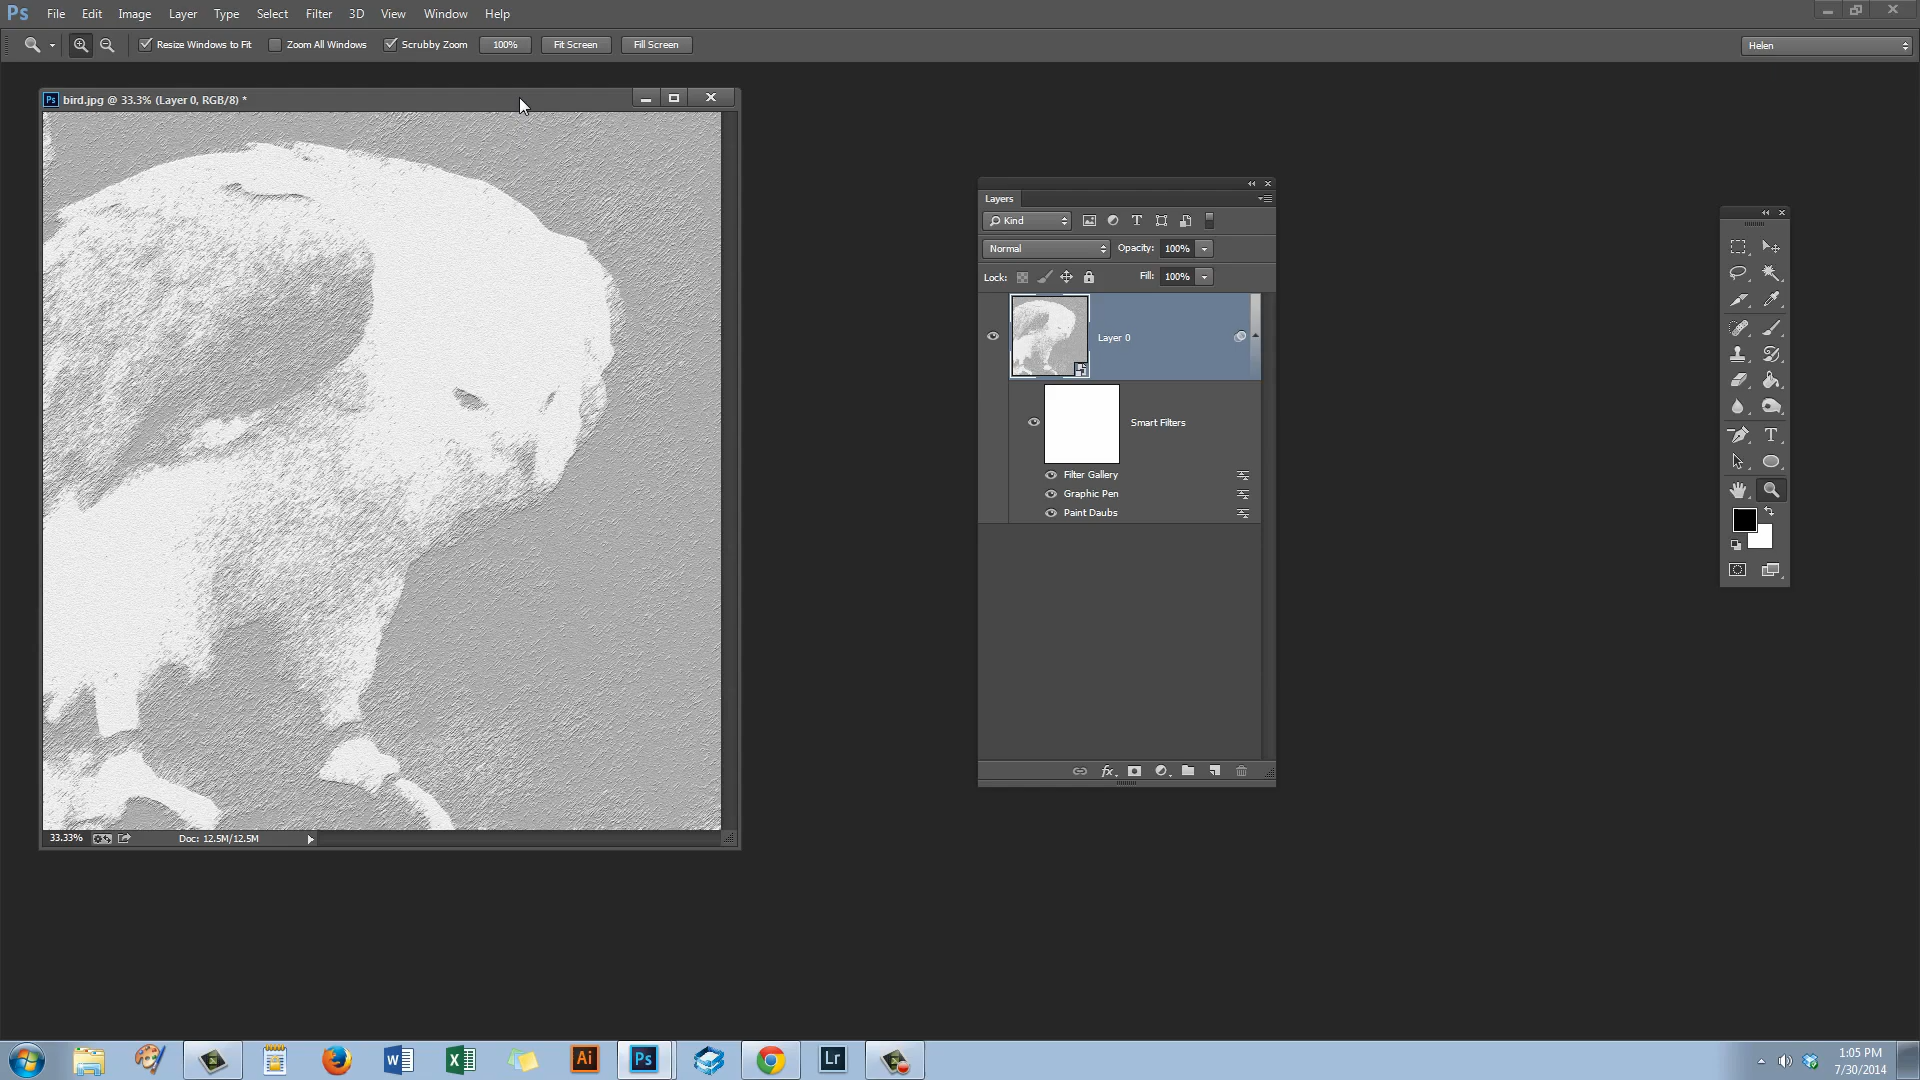 Ps File Edit Image Layer Type Select Filter 3D View Window Help
Resize Windows to Fit Zoom All Windows Scrubby Zoom 100% Fit Screen Fill Screen Helen
Ps bird.jpg @ 33.3% (Layer 0, RGB/8) *
Layers
Kind T
Normal Opacity: 100%
Lock: Fill: 100%
Layer 0
Smart Filters
Filter Gallery
Graphic Pen
Paint Daubs
T
fx
33.33% Doc: 12.5M/12.5M
W X Ai Ps Lr
1:05 PM
7/30/2014